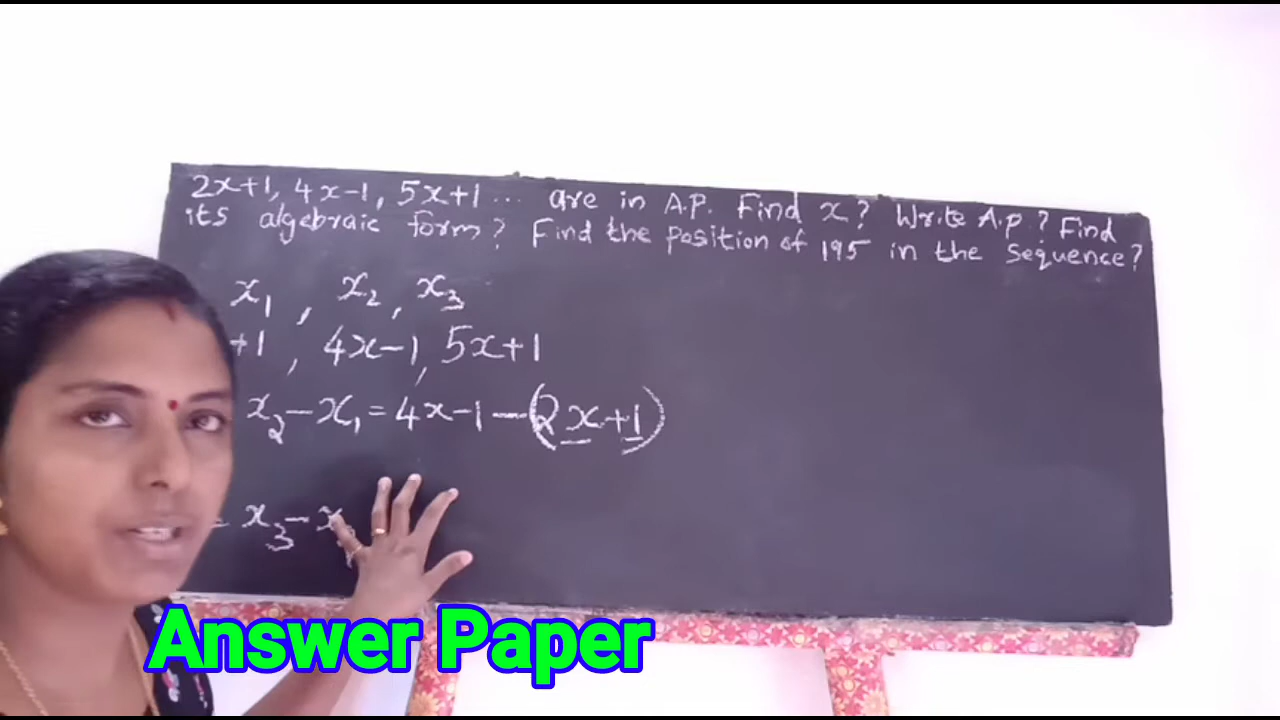 2x+1, 4x-1, 5x+1 ... are in A.P. Find x? Write A.p? Find
its algebraic form? Find the position of 195 in the sequence?
x₁, x₂, x₃
+1, 4x-1, 5x+1
x₂-x₁=4x-1-(2x+1)
= x₃-x
Answer Paper